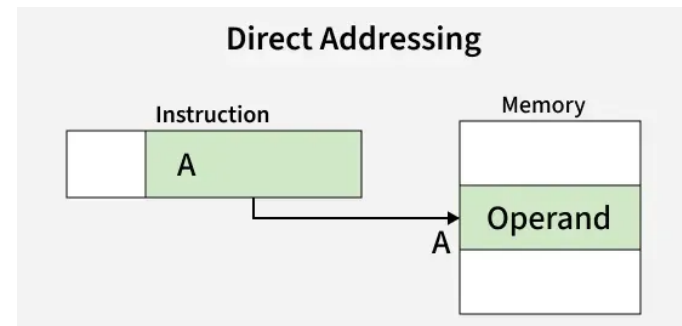 Direct Addressing
Instruction
Memory
A
Operand
A